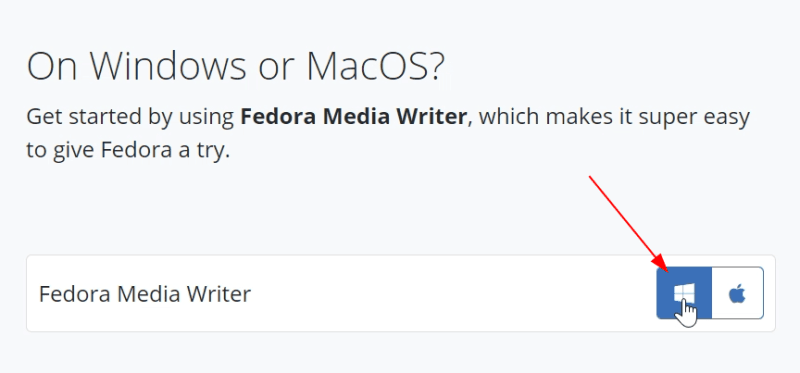 On Windows or MacOS?
Get started by using Fedora Media Writer, which makes it super easy
to give Fedora a try.
Fedora Media Writer